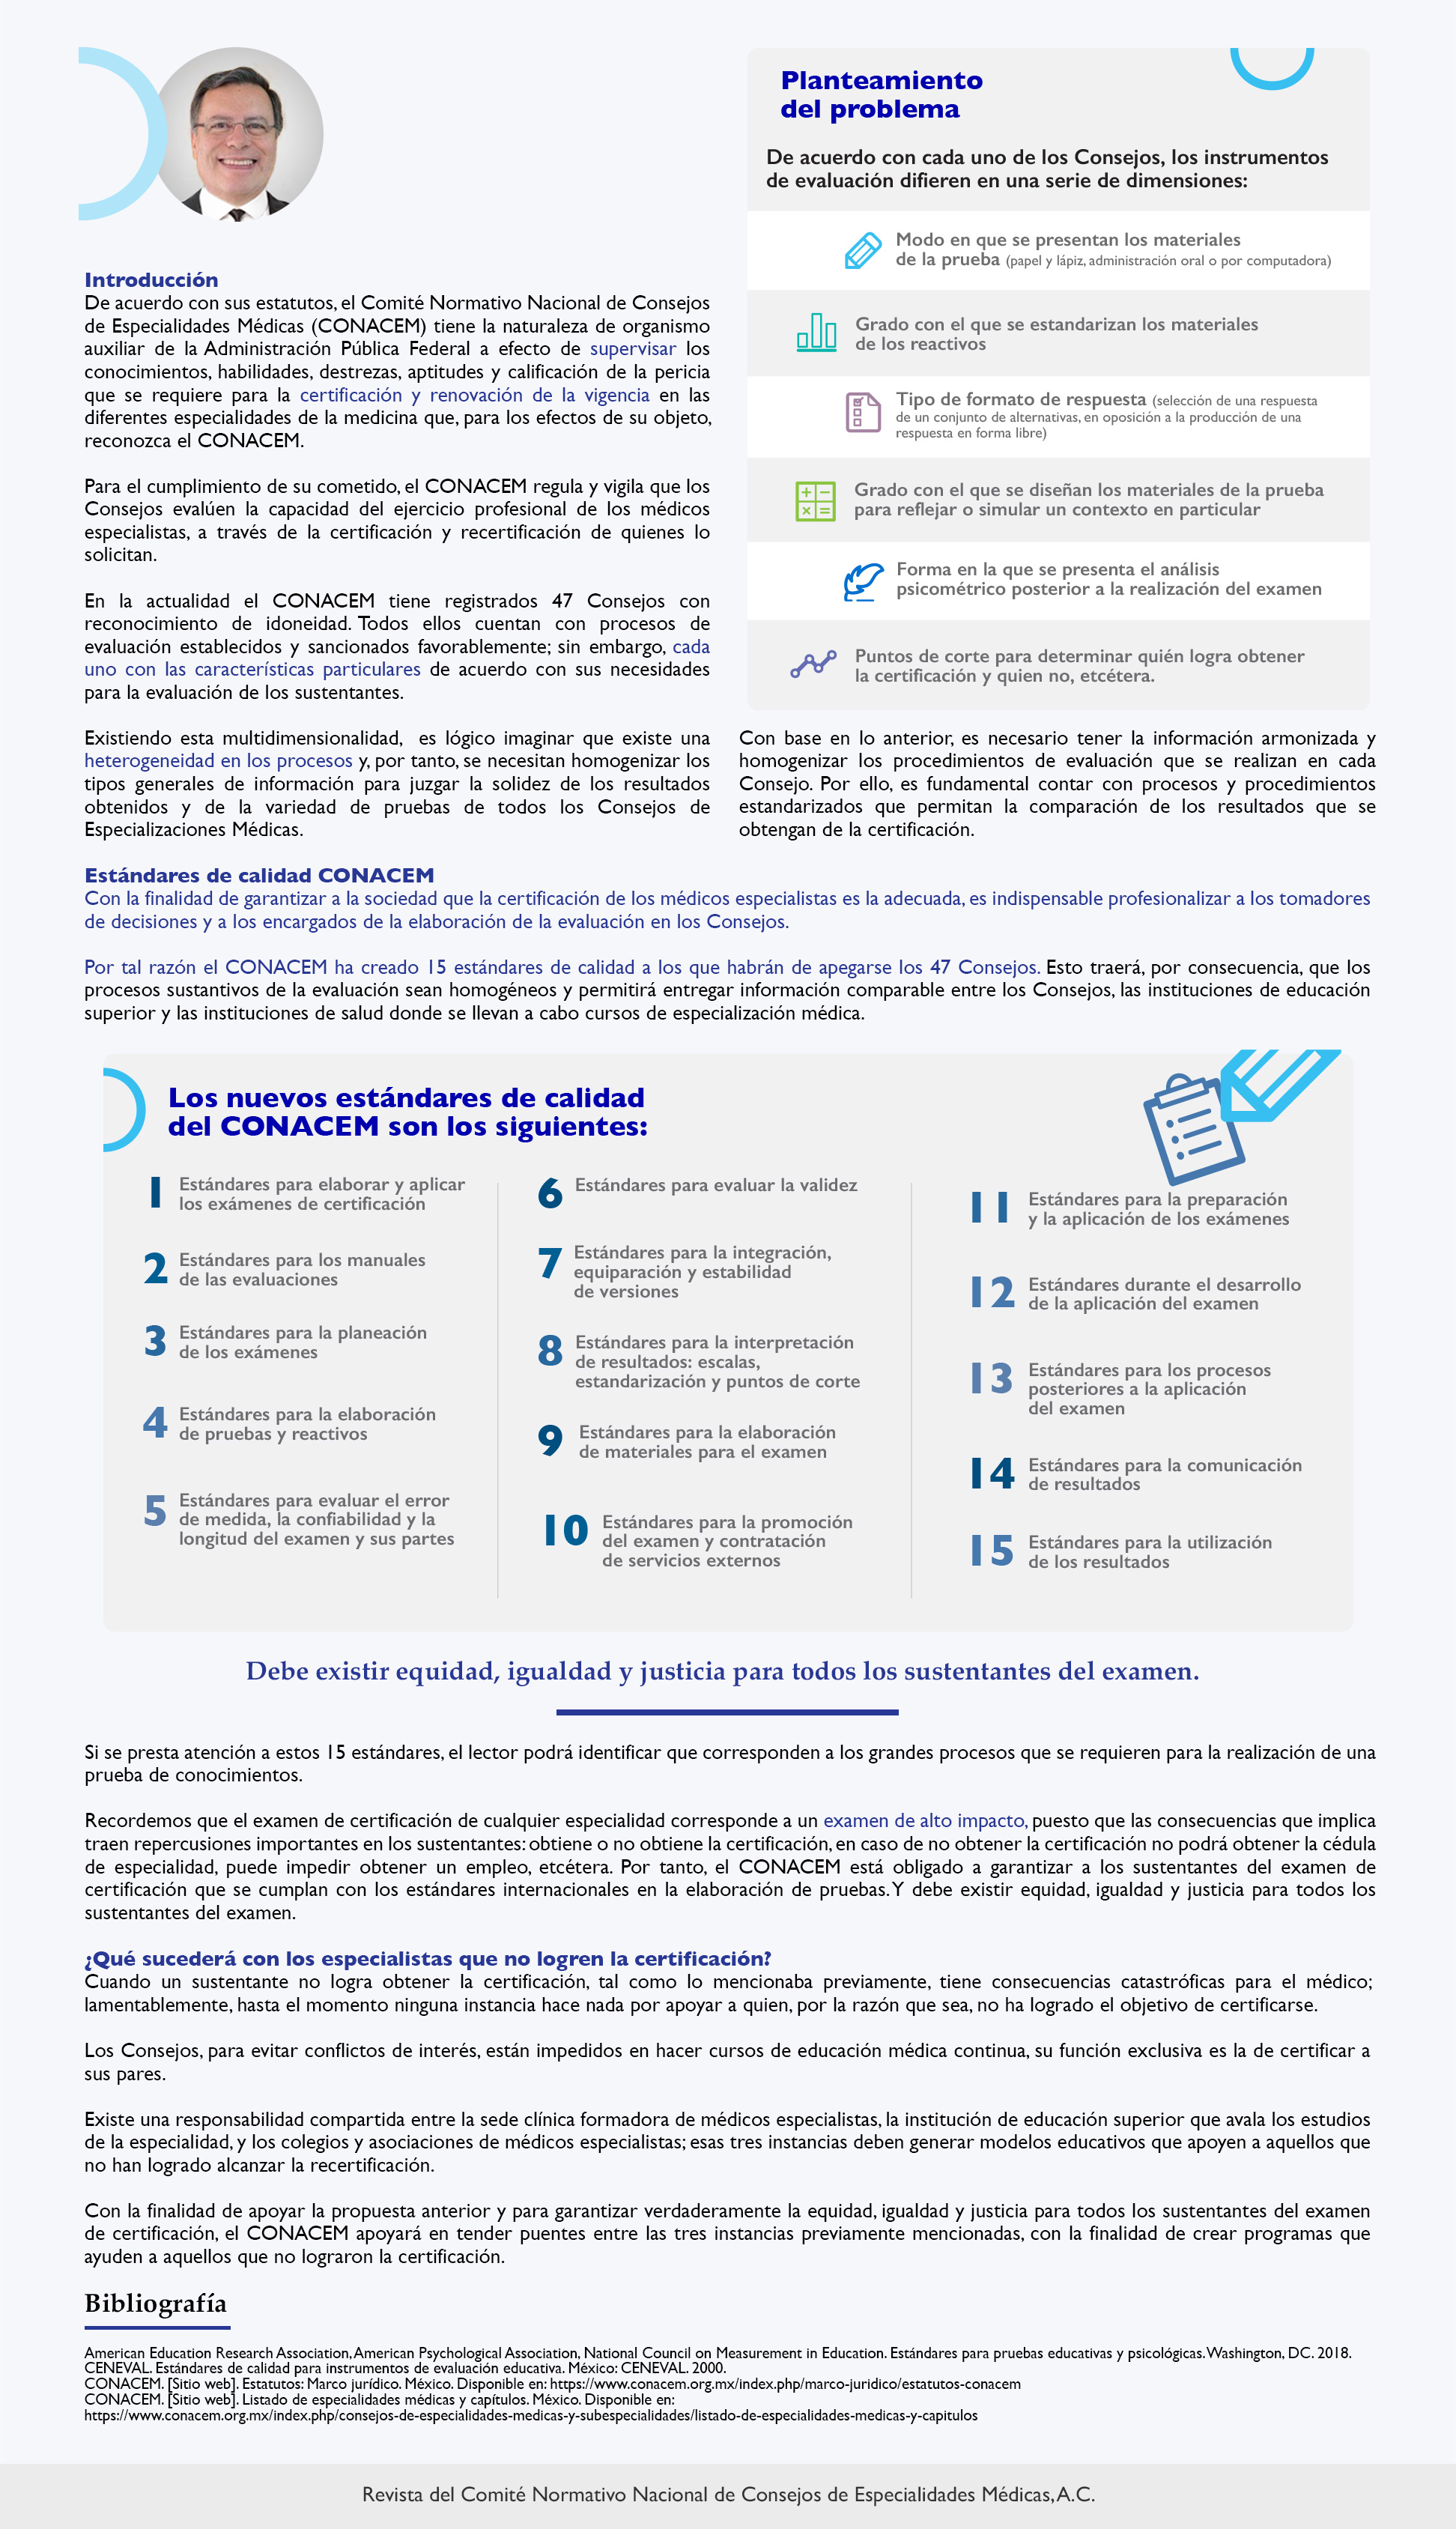 Introducción
De acuerdo con sus estatutos, el Comité Normativo Nacional de Consejos
de Especialidades Médicas (CONACEM) tiene la naturaleza de organismo
auxiliar de la Administración Pública Federal a efecto de supervisar los
conocimientos, habilidades, destrezas, aptitudes y calificación de la pericia
que se requiere para la certificación y renovación de la vigencia en las
diferentes especialidades de la medicina que, para los efectos de su objeto,
reconozca el CONACEM.
Para el cumplimiento de su cometido, el CONACEM regula y vigila que los
Consejos evalúen la capacidad del ejercicio profesional de los médicos
especialistas, a través de la certificación y recertificación de quienes lo
solicitan.
En la actualidad el CONACEM tiene registrados 47 Consejos con
reconocimiento de idoneidad. Todos ellos cuentan con procesos de
evaluación establecidos y sancionados favorablemente; sin embargo, cada
uno con las características particulares de acuerdo con sus necesidades
para la evaluación de los sustentantes.
Existiendo esta multidimensionalidad, es lógico imaginar que existe una
heterogeneidad en los procesos y, por tanto, se necesitan homogenizar los
tipos generales de información para juzgar la solidez de los resultados
obtenidos y de la variedad de pruebas de todos los Consejos de
Especializaciones Médicas.
Planteamiento
del problema
De acuerdo con cada uno de los Consejos, los instrumentos
de evaluación difieren en una serie de dimensiones:
Modo en que se presentan los materiales
de la prueba (papel y lápiz, administración oral o por computadora)
Grado con el que se estandarizan los materiales
de los reactivos
Tipo de formato de respuesta (selección de una respuesta
de un conjunto de alternativas, en oposición a la producción de una
respuesta en forma libre)
Grado con el que se diseñan los materiales de la prueba
para reflejar o simular un contexto en particular
Forma en la que se presenta el análisis
psicométrico posterior a la realización del examen
Puntos de corte para determinar quién logra obtener
la certificación y quien no, etcétera.
Con base en lo anterior, es necesario tener la información armonizada y
homogenizar los procedimientos de evaluación que se realizan en cada
Consejo. Por ello, es fundamental contar con procesos y procedimientos
estandarizados que permitan la comparación de los resultados que se
obtengan de la certificación.
Estándares de calidad CONACEM
Con la finalidad de garantizar a la sociedad que la certificación de los médicos especialistas es la adecuada, es indispensable profesionalizar a los tomadores
de decisiones y a los encargados de la elaboración de la evaluación en los Consejos.
Por tal razón el CONACEM ha creado 15 estándares de calidad a los que habrán de apegarse los 47 Consejos. Esto traerá, por consecuencia, que los
procesos sustantivos de la evaluación sean homogéneos y permitirá entregar información comparable entre los Consejos, las instituciones de educación
superior y las instituciones de salud donde se llevan a cabo cursos de especialización médica.
Los nuevos estándares de calidad
del CONACEM son los siguientes:
1 Estándares para elaborar y aplicar
los exámenes de certificación
2 Estándares para los manuales
de las evaluaciones
3 Estándares para la planeación
de los exámenes
4 Estándares para la elaboración
de pruebas y reactivos
5 Estándares para evaluar el error
de medida, la confiabilidad y la
longitud del examen y sus partes
6 Estándares para evaluar la validez
7 Estándares para la integración,
equiparación y estabilidad
de versiones
8 Estándares para la interpretación
de resultados: escalas,
estandarización y puntos de corte
9 Estándares para la elaboración
de materiales para el examen
10 Estándares para la promoción
del examen y contratación
de servicios externos
11 Estándares para la preparación
y la aplicación de los exámenes
12 Estándares durante el desarrollo
de la aplicación del examen
13 Estándares para los procesos
posteriores a la aplicación
del examen
14 Estándares para la comunicación
de resultados
15 Estándares para la utilización
de los resultados
Debe existir equidad, igualdad y justicia para todos los sustentantes del examen.
Si se presta atención a estos 15 estándares, el lector podrá identificar que corresponden a los grandes procesos que se requieren para la realización de una
prueba de conocimientos.
Recordemos que el examen de certificación de cualquier especialidad corresponde a un examen de alto impacto, puesto que las consecuencias que implica
traen repercusiones importantes en los sustentantes: obtiene o no obtiene la certificación, en caso de no obtener la certificación no podrá obtener la cédula
de especialidad, puede impedir obtener un empleo, etcétera. Por tanto, el CONACEM está obligado a garantizar a los sustentantes del examen de
certificación que se cumplan con los estándares internacionales en la elaboración de pruebas. Y debe existir equidad, igualdad y justicia para todos los
sustentantes del examen.
¿Qué sucederá con los especialistas que no logren la certificación?
Cuando un sustentante no logra obtener la certificación, tal como lo mencionaba previamente, tiene consecuencias catastróficas para el médico;
lamentablemente, hasta el momento ninguna instancia hace nada por apoyar a quien, por la razón que sea, no ha logrado el objetivo de certificarse.
Los Consejos, para evitar conflictos de interés, están impedidos en hacer cursos de educación médica continua, su función exclusiva es la de certificar a
sus pares.
Existe una responsabilidad compartida entre la sede clínica formadora de médicos especialistas, la institución de educación superior que avala los estudios
de la especialidad, y los colegios y asociaciones de médicos especialistas; esas tres instancias deben generar modelos educativos que apoyen a aquellos que
no han logrado alcanzar la recertificación.
Con la finalidad de apoyar la propuesta anterior y para garantizar verdaderamente la equidad, igualdad y justicia para todos los sustentantes del examen
de certificación, el CONACEM apoyará en tender puentes entre las tres instancias previamente mencionadas, con la finalidad de crear programas que
ayuden a aquellos que no lograron la certificación.
Bibliografía
American Education Research Association, American Psychological Association, National Council on Measurement in Education. Estándares para pruebas educativas y psicológicas. Washington, DC. 2018.
CENEVAL. Estándares de calidad para instrumentos de evaluación educativa. México: CENEVAL. 2000.
CONACEM. [Sitio web]. Estatutos: Marco jurídico. México. Disponible en: https://www.conacem.org.mx/index.php/marco-juridico/estatutos-conacem
CONACEM. [Sitio web]. Listado de especialidades médicas y capítulos. México. Disponible en:
https://www.conacem.org.mx/index.php/consejos-de-especialidades-medicas-y-subespecialidades/listado-de-especialidades-medicas-y-capitulos
Revista del Comité Normativo Nacional de Consejos de Especialidades Médicas, A.C.